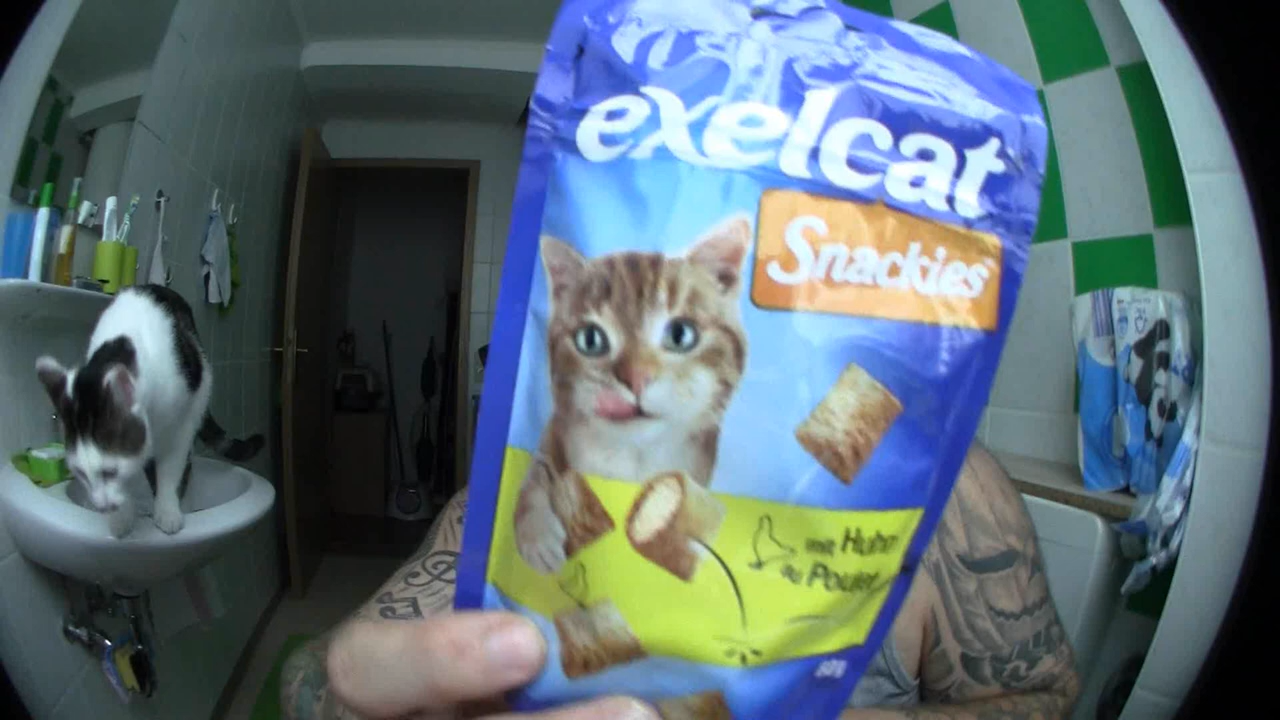 exelcat
Snackies
mit Huhn
au Poulet